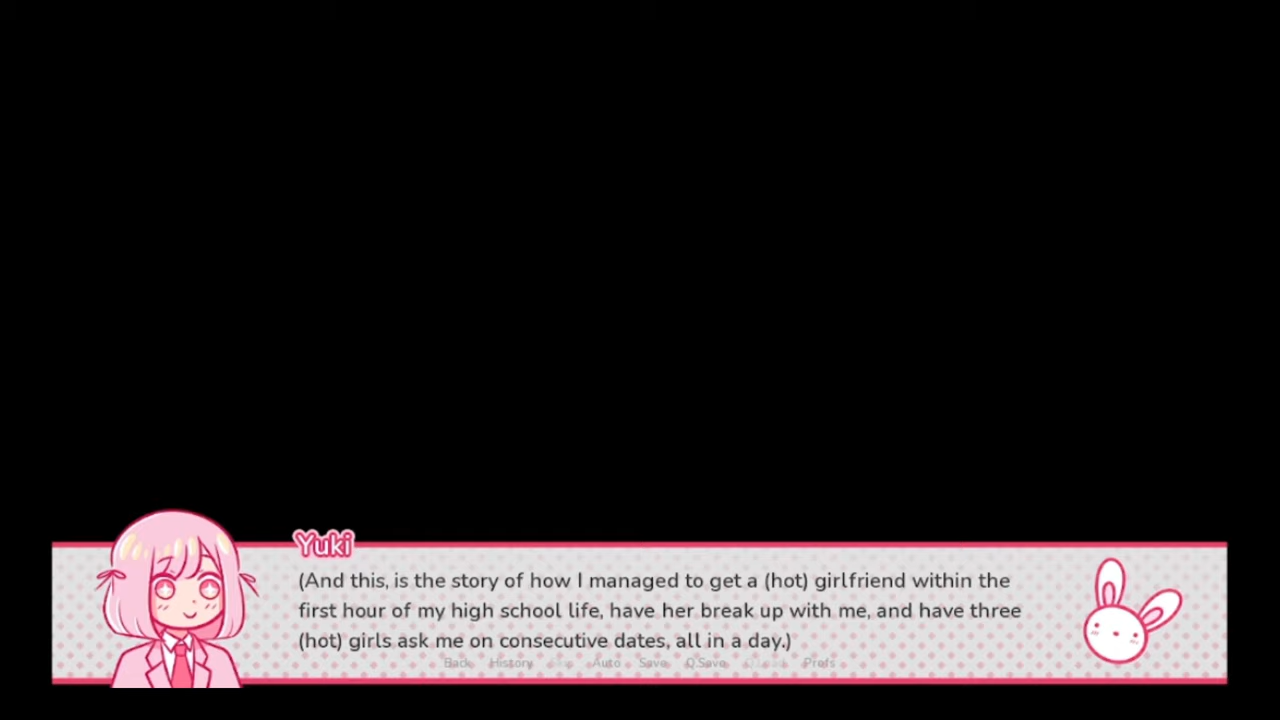 Yuki
(And this, is the story of how I managed to get a (hot) girlfriend within the
first hour of my high school life, have her break up with me, and have three
(hot) girls ask me on consecutive dates, all in a day.)
Back History Auto Save Q.Save Prefs